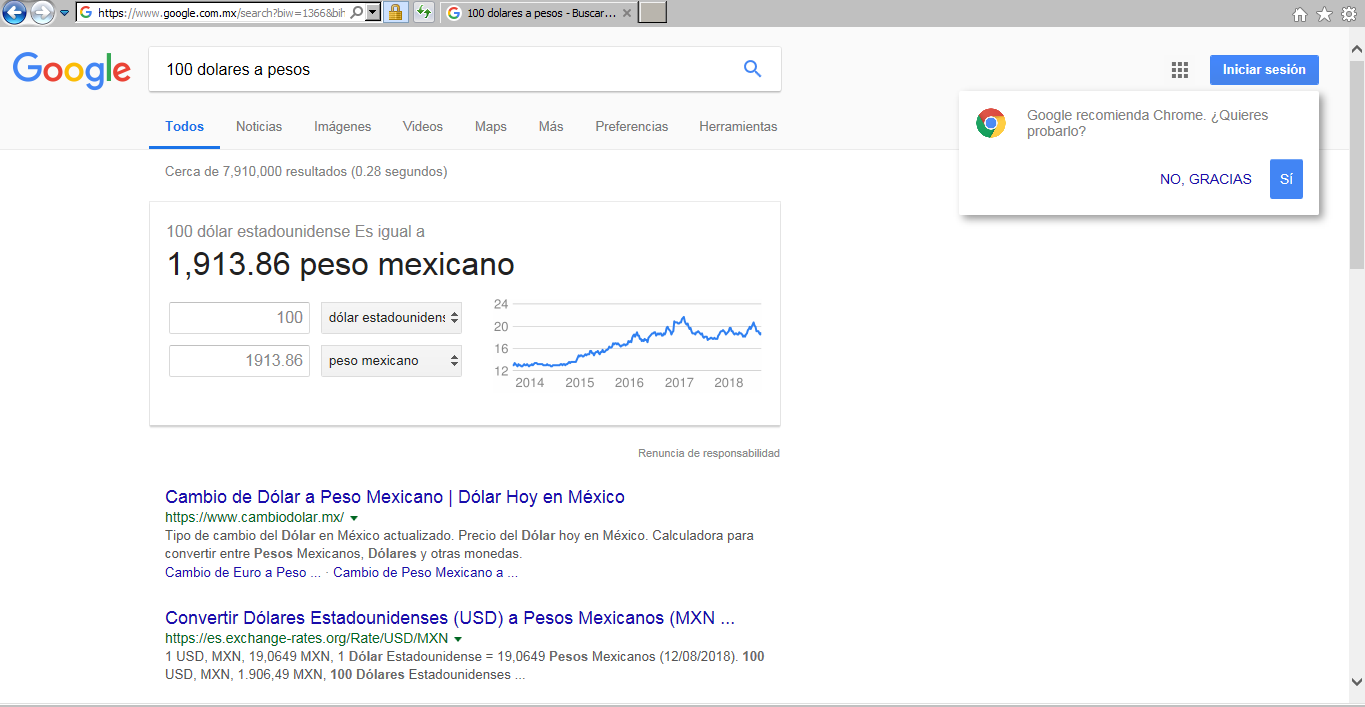 https://www.google.com.mx/search?biw=1366&bih
100 dolares a pesos - Buscar...
Google
100 dolares a pesos
Iniciar sesión
Todos
Noticias
Imágenes
Videos
Maps
Más
Preferencias
Herramientas
Google recomienda Chrome. ¿Quieres
probarlo?
NO, GRACIAS
SÍ
Cerca de 7,910,000 resultados (0.28 segundos)
100 dólar estadounidense Es igual a
1,913.86 peso mexicano
100
dólar estadounidens
1913.86
peso mexicano
24
20
16
12
2014 2015 2016 2017 2018
Renuncia de responsabilidad
Cambio de Dólar a Peso Mexicano | Dólar Hoy en México
https://www.cambiodolar.mx/
Tipo de cambio del Dólar en México actualizado. Precio del Dólar hoy en México. Calculadora para
convertir entre Pesos Mexicanos, Dólares y otras monedas.
Cambio de Euro a Peso ... · Cambio de Peso Mexicano a ...
Convertir Dólares Estadounidenses (USD) a Pesos Mexicanos (MXN ...
https://es.exchange-rates.org/Rate/USD/MXN
1 USD, MXN, 19,0649 MXN, 1 Dólar Estadounidense = 19,0649 Pesos Mexicanos (12/08/2018). 100
USD, MXN, 1.906,49 MXN, 100 Dólares Estadounidenses ...